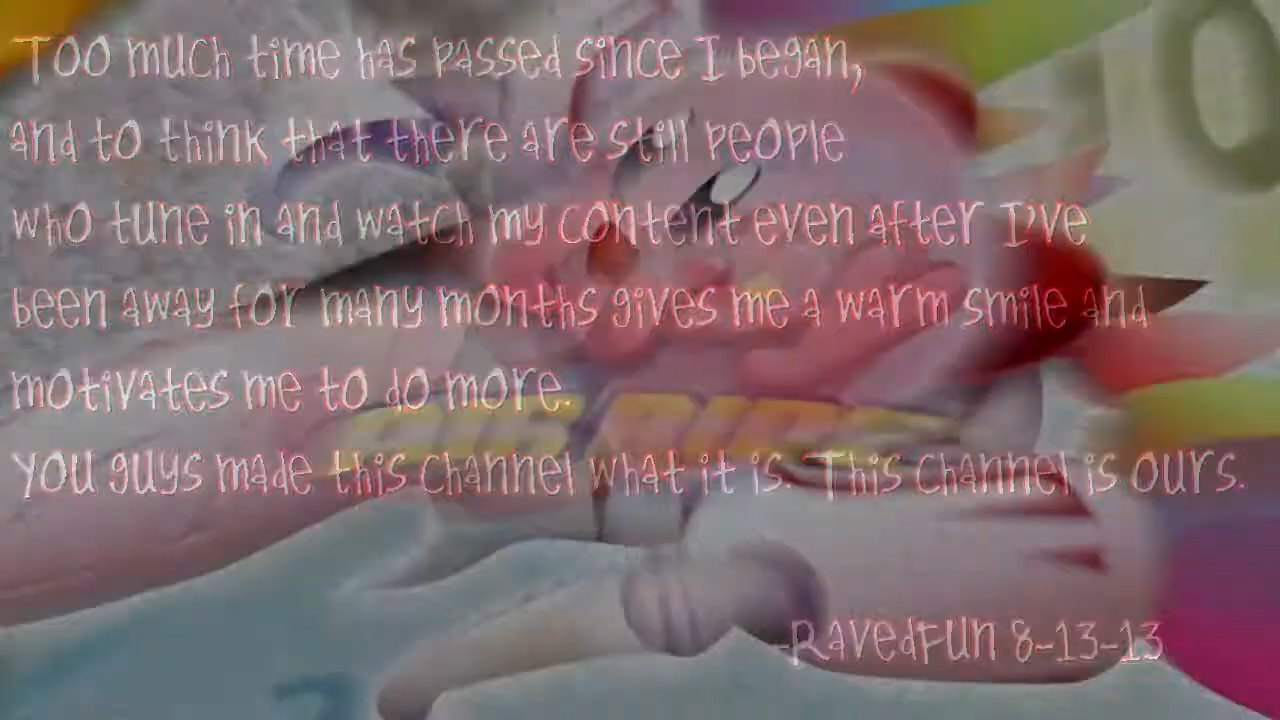 Too much time has passed since I began,
and to think that there are still people
who tune in and watch my content even after I've
been away for many months gives me a warm smile and
motivates me to do more.
You guys made this channel what it is. This channel is ours.
-RavedFun 8-13-13